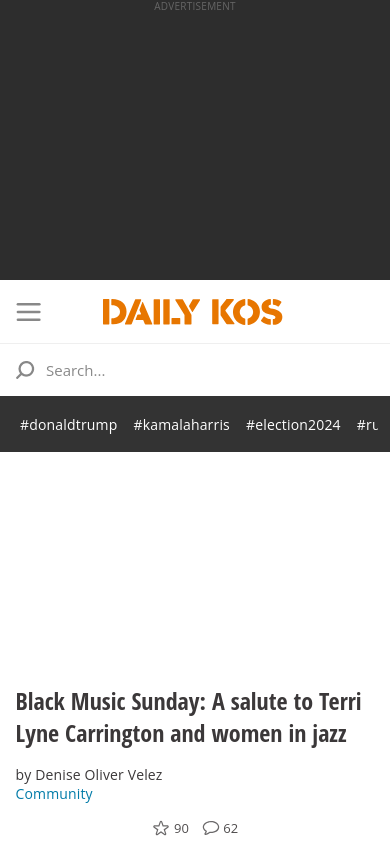 ADVERTISEMENT
DAILY KOS
Search...
#donaldtrump #kamalaharris #election2024
Black Music Sunday: A salute to Terri
Lyne Carrington and women in jazz
by Denise Oliver Velez
Community
90 62